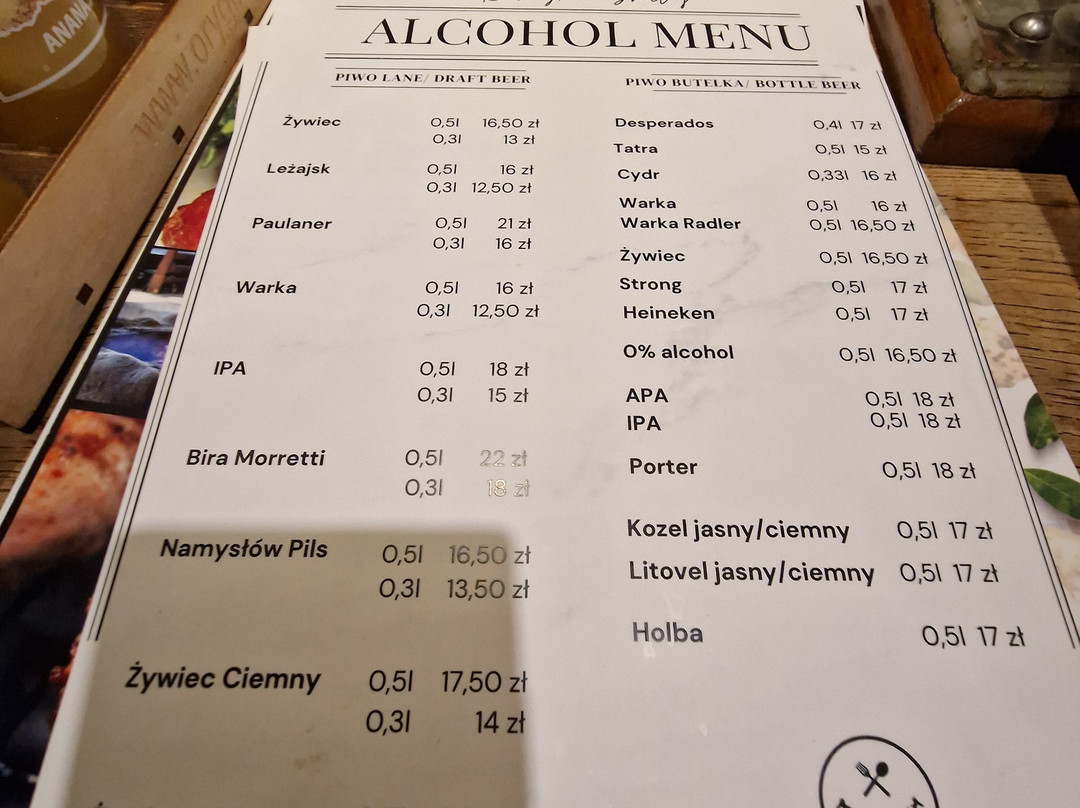 ALCOHOL MENU
PIWO LANE/ DRAFT BEER
Żywiec 0,5l 16,50 zł
0,3l 13 zł
Leżajsk 0,5l 16 zł
0,3l 12,50 zł
Paulaner 0,5l 21 zł
0,3l 16 zł
Warka 0,5l 16 zł
0,3l 12,50 zł
IPA 0,5l 18 zł
0,3l 15 zł
Bira Morretti 0,5l 22 zł
0,3l 18 zł
Namysłów Pils 0,5l 16,50 zł
0,3l 13,50 zł
Żywiec Ciemny 0,5l 17,50 zł
0,3l 14 zł
PIWO BUTELKA/ BOTTLE BEER
Desperados 0,4l 17 zł
Tatra 0,5l 15 zł
Cydr 0,33l 16 zł
Warka 0,5l 16 zł
Warka Radler 0,5l 16,50 zł
Żywiec 0,5l 16,50 zł
Strong 0,5l 17 zł
Heineken 0,5l 17 zł
0% alcohol 0,5l 16,50 zł
APA 0,5l 18 zł
IPA 0,5l 18 zł
Porter 0,5l 18 zł
Kozel jasny/ciemny 0,5l 17 zł
Litovel jasny/ciemny 0,5l 17 zł
Holba 0,5l 17 zł
ANANA